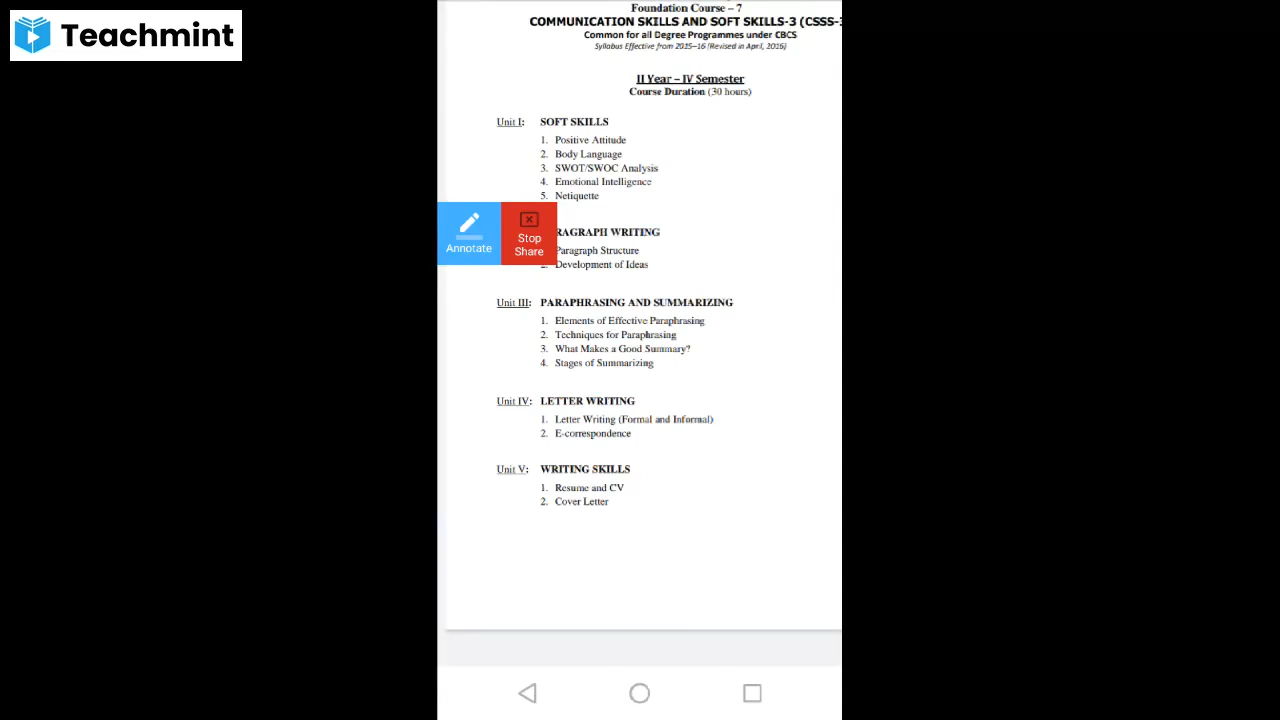 Teachmint
Foundation Course – 7
COMMUNICATION SKILLS AND SOFT SKILLS-3 (CSSS-3
Common for all Degree Programmes under CBCS
Syllabus Effective from 2015–16 (Revised in April, 2016)
II Year – IV Semester
Course Duration (30 hours)
Unit I: SOFT SKILLS
1. Positive Attitude
2. Body Language
3. SWOT/SWOC Analysis
4. Emotional Intelligence
5. Netiquette
RAGRAPH WRITING
Paragraph Structure
2. Development of Ideas
Annotate
Stop
Share
Unit III: PARAPHRASING AND SUMMARIZING
1. Elements of Effective Paraphrasing
2. Techniques for Paraphrasing
3. What Makes a Good Summary?
4. Stages of Summarizing
Unit IV: LETTER WRITING
1. Letter Writing (Formal and Informal)
2. E-correspondence
Unit V: WRITING SKILLS
1. Resume and CV
2. Cover Letter